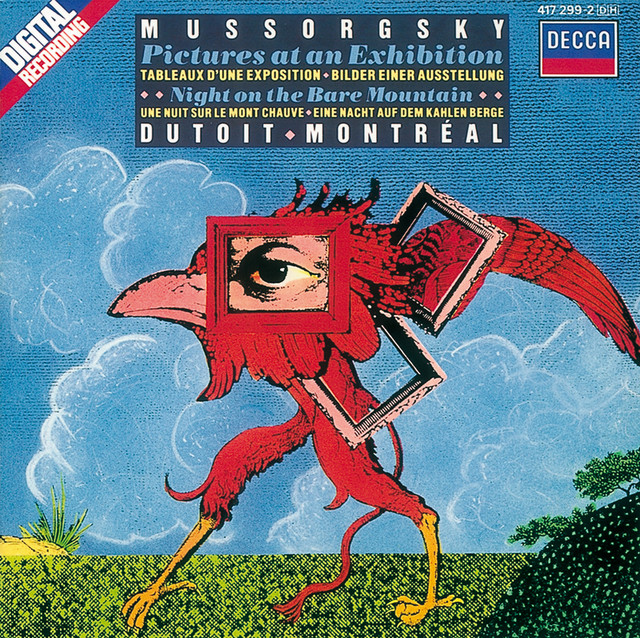 DIGITAL
RECORDING
417 299-2 DH
DECCA
MUSSORGSKY
Pictures at an Exhibition
TABLEAUX D'UNE EXPOSITION • BILDER EINER AUSSTELLUNG
Night on the Bare Mountain
UNE NUIT SUR LE MONT CHAUVE • EINE NACHT AUF DEM KAHLEN BERGE
DUTOIT • MONTRÉAL